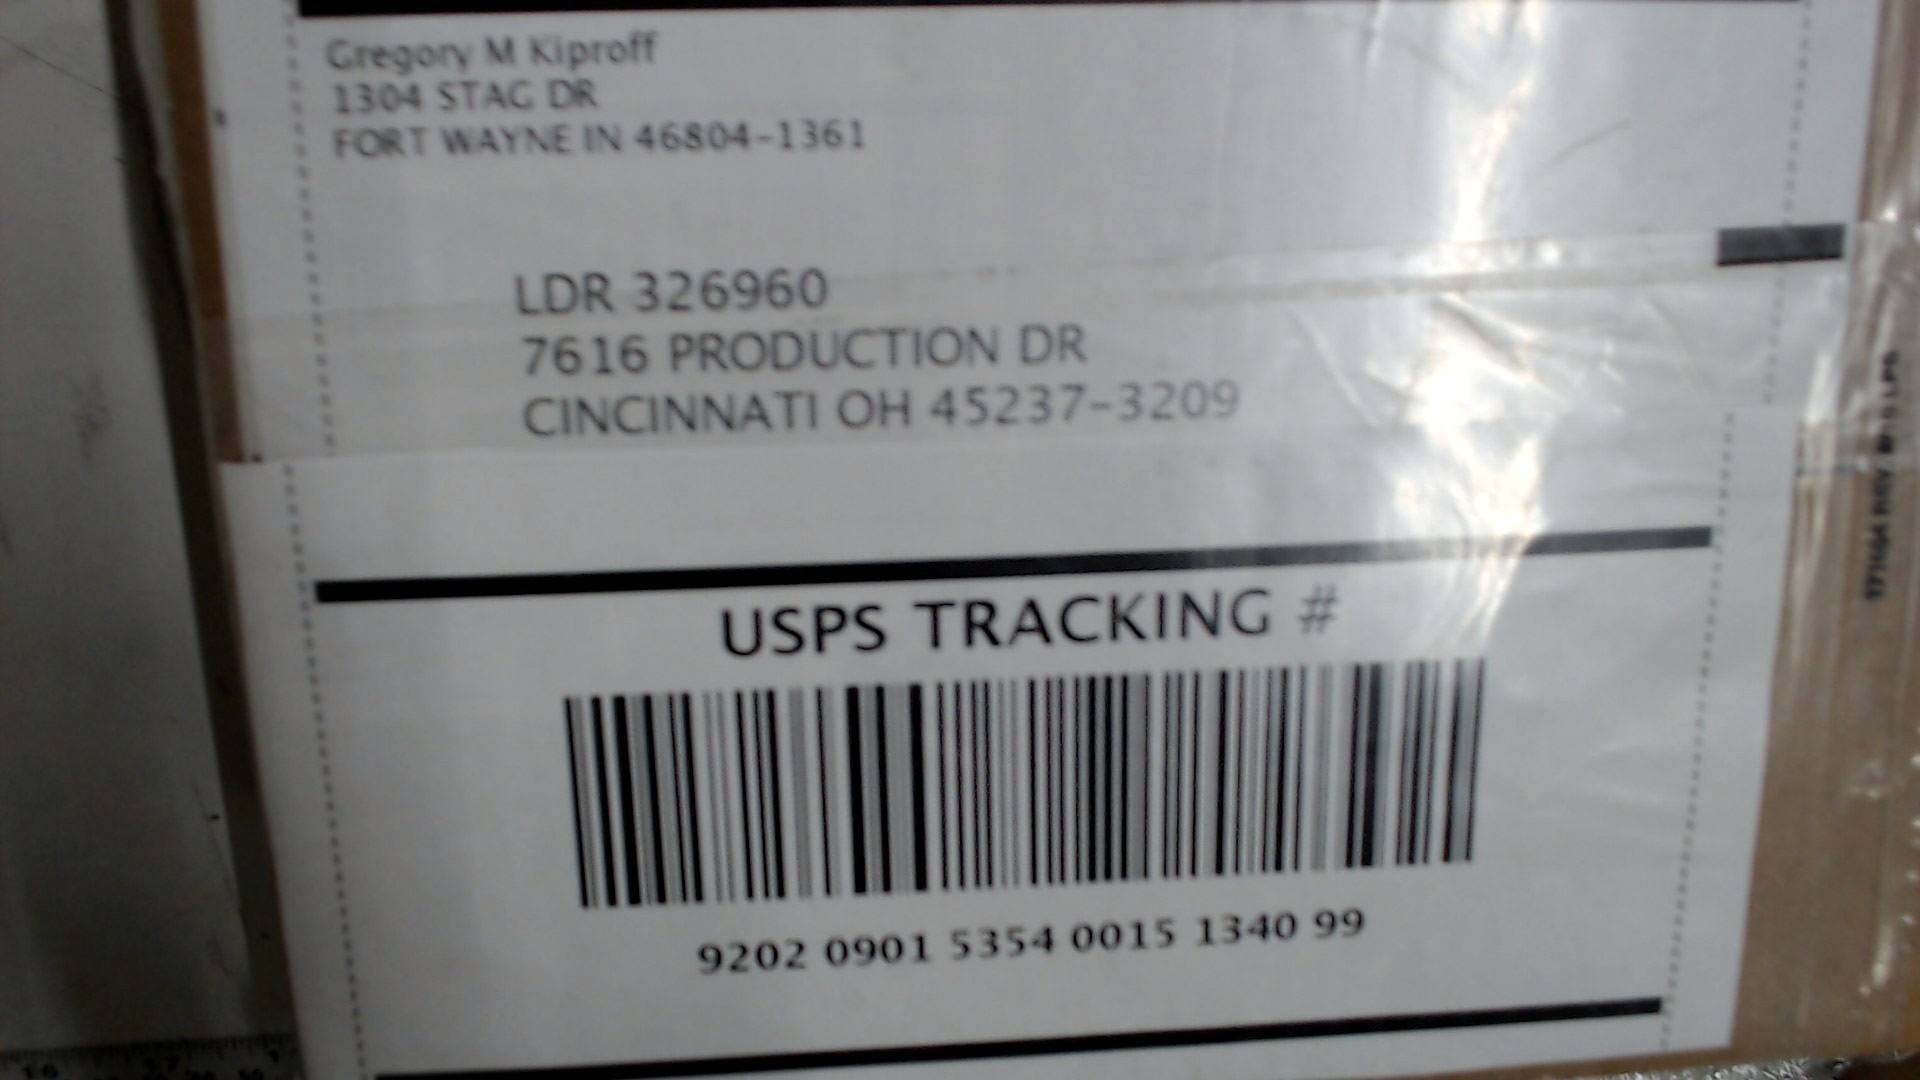 Gregory M Kiproff
1304 STAG DR
FORT WAYNE IN 46804-1361
LDR 326960
7616 PRODUCTION DR
CINCINNATI OH 45237-3209
USPS TRACKING #
9202 0901 5354 0015 1340 99